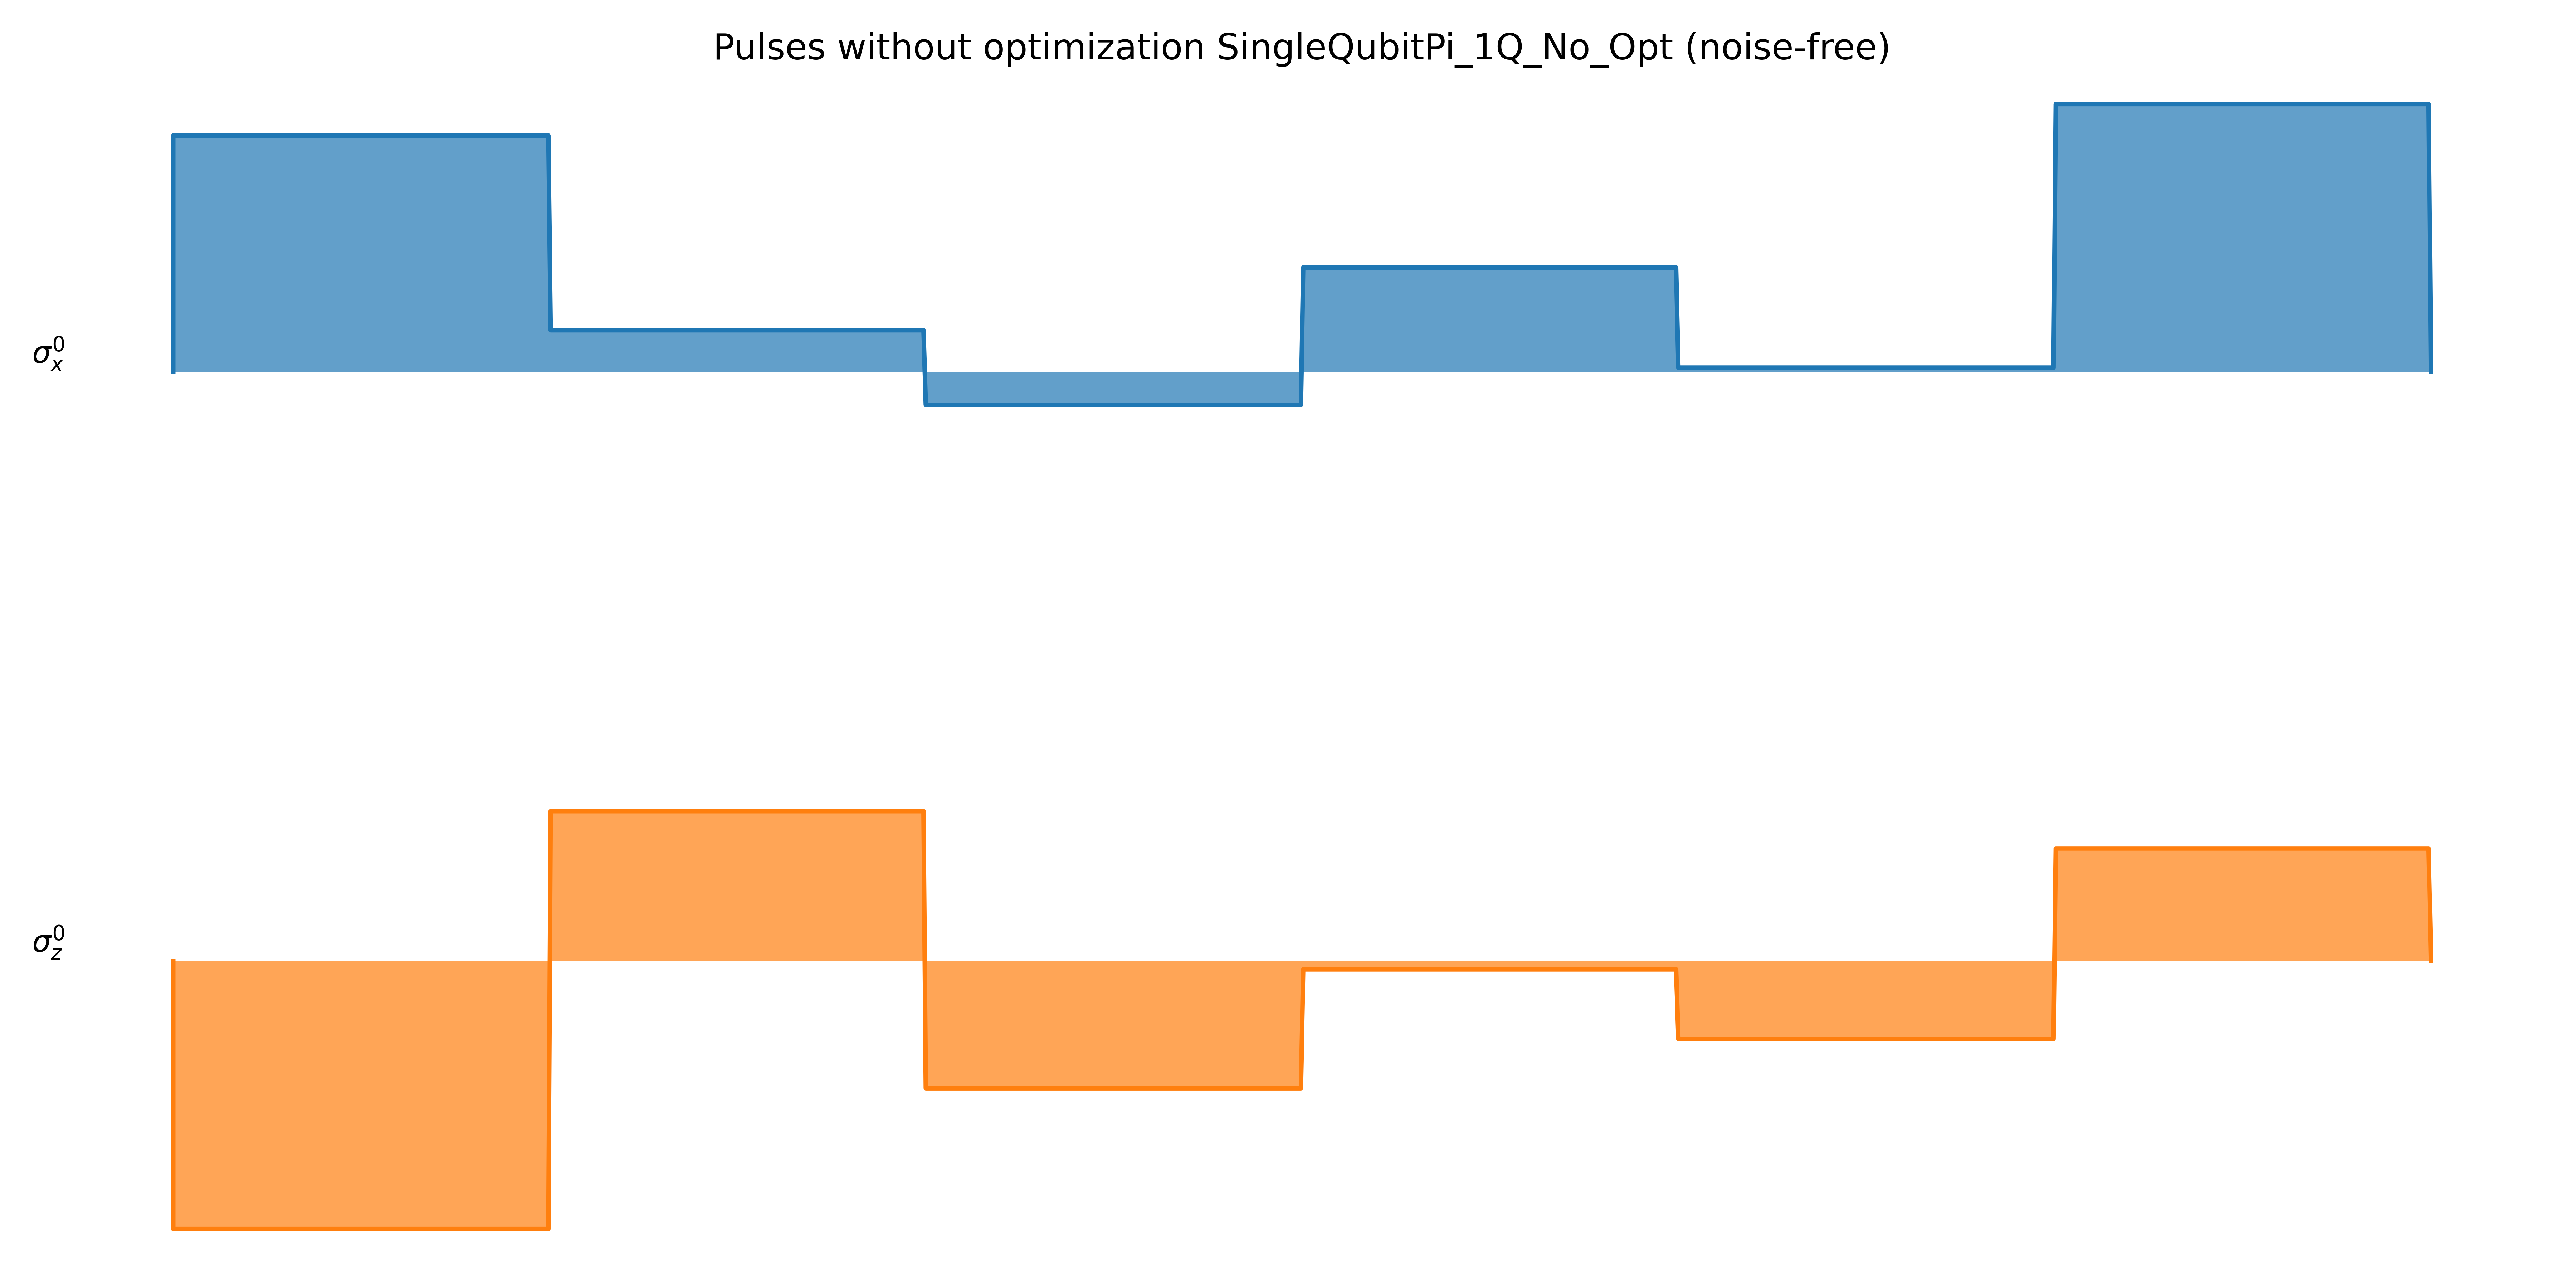 Pulses without optimization SingleQubitPi_1Q_No_Opt (noise-free)
σ_x^0
σ_z^0